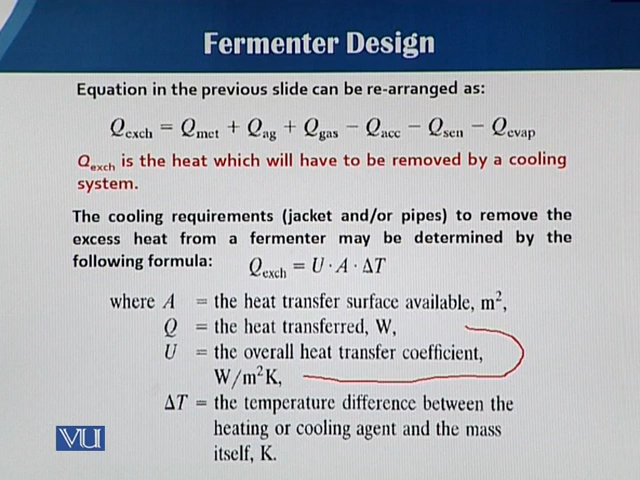 Fermenter Design
Equation in the previous slide can be re-arranged as:
Qexch = Qmet + Qag + Qgas − Qacc − Qsen − Qevap
Qexch is the heat which will have to be removed by a cooling
system.
The cooling requirements (jacket and/or pipes) to remove the
excess heat from a fermenter may be determined by the
following formula: Qexch = U · A · ΔT
where A = the heat transfer surface available, m²,
Q = the heat transferred, W,
U = the overall heat transfer coefficient,
W/m²K,
ΔT = the temperature difference between the
heating or cooling agent and the mass
itself, K.
VU